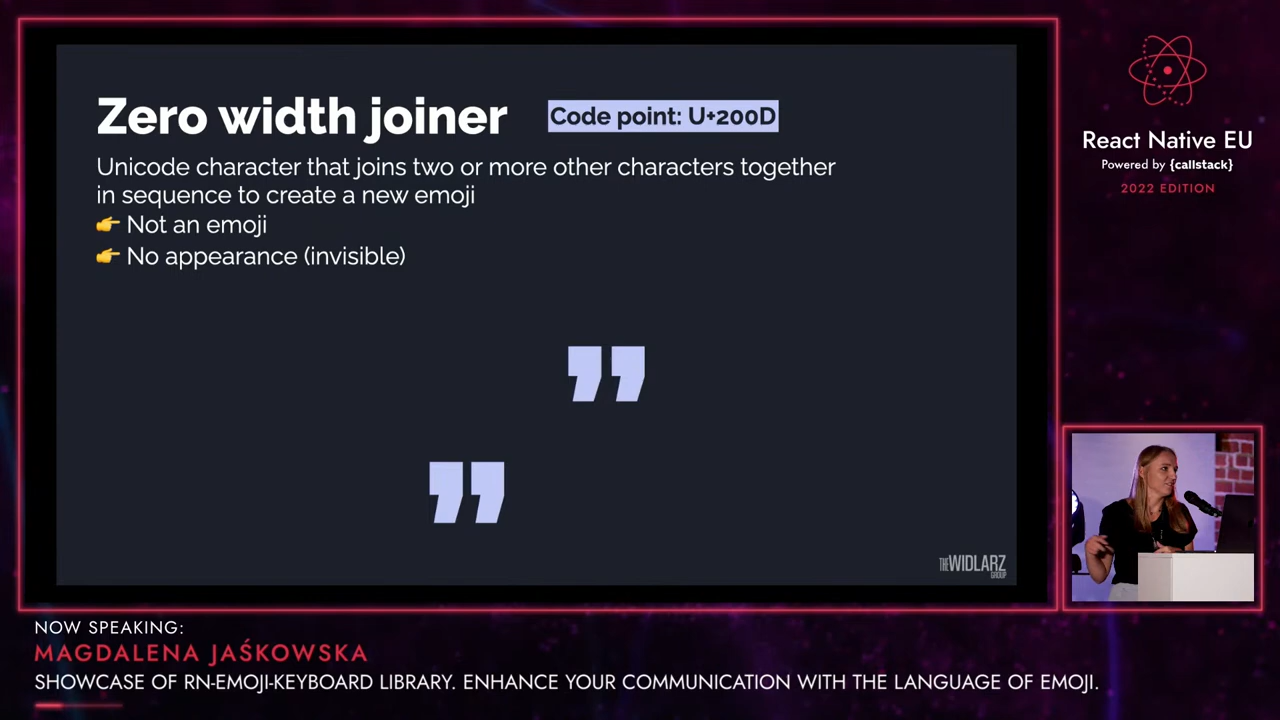 Zero width joiner
Code point: U+200D
Unicode character that joins two or more other characters together
in sequence to create a new emoji
👉 Not an emoji
👉 No appearance (invisible)
”
”
THE WIDLARZ
GROUP
React Native EU
Powered by {callstack}
2022 EDITION
NOW SPEAKING:
MAGDALENA JAŚKOWSKA
SHOWCASE OF RN-EMOJI-KEYBOARD LIBRARY. ENHANCE YOUR COMMUNICATION WITH THE LANGUAGE OF EMOJI.